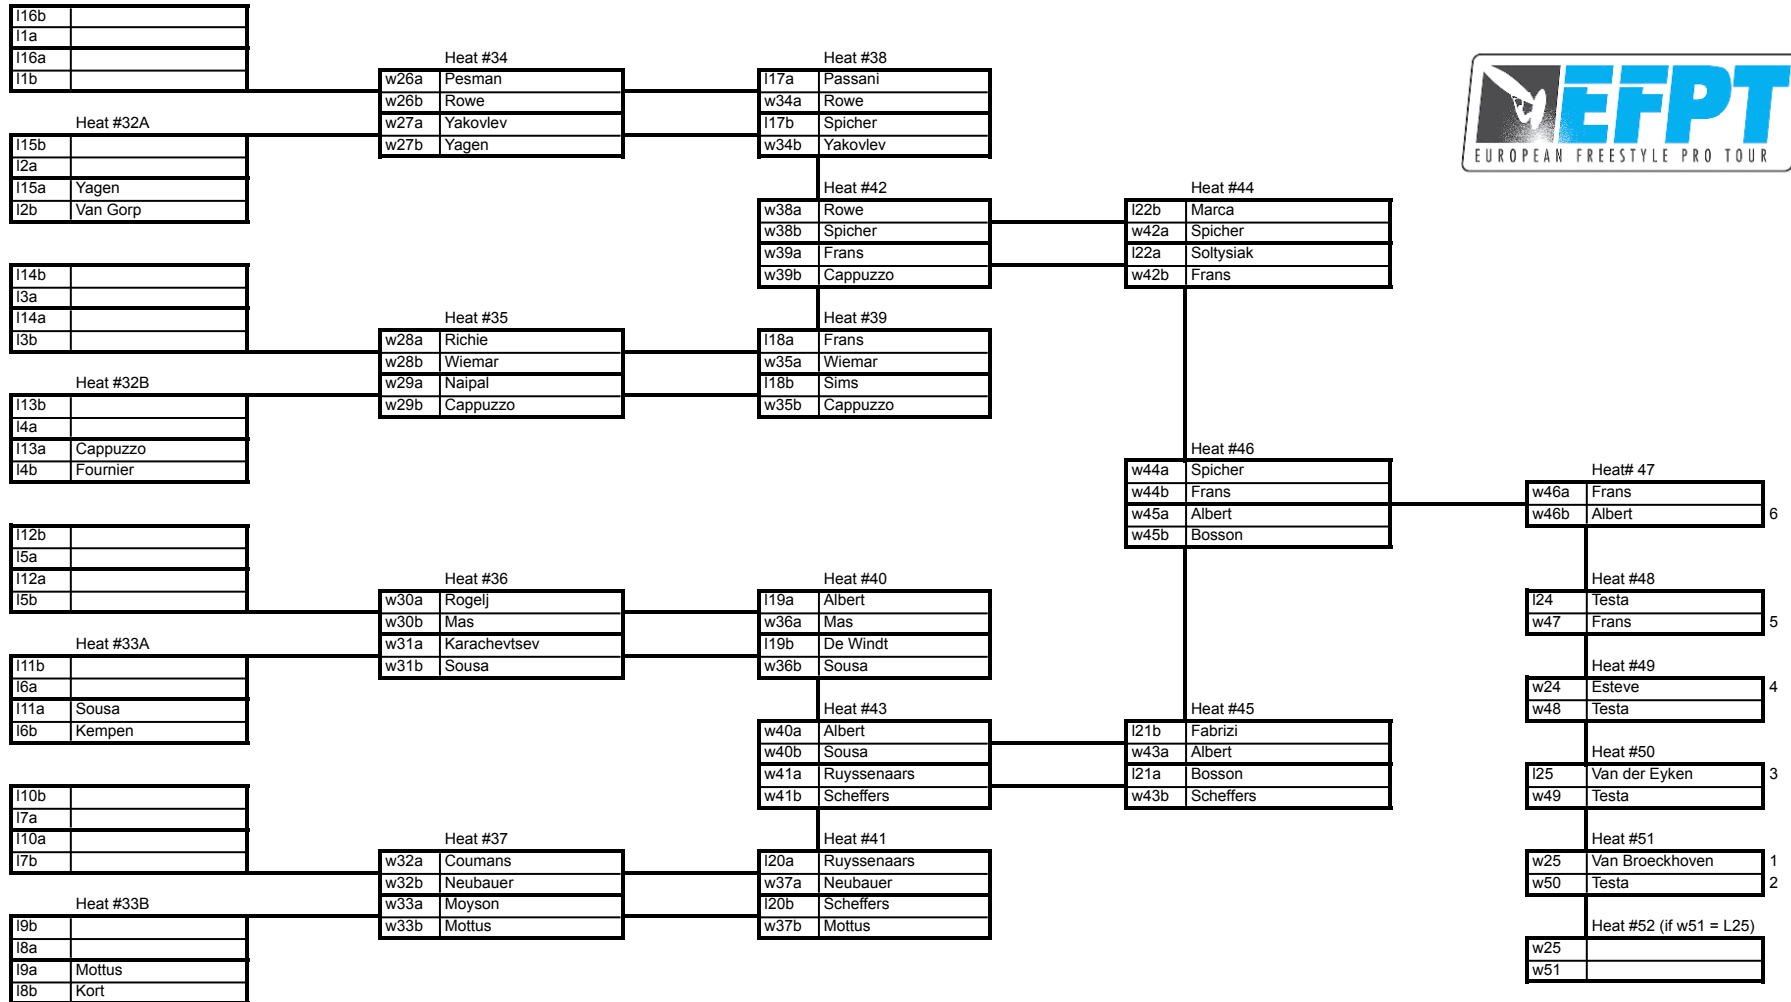 l16b
l1a
l16a
l1b
Heat #32A
l15b
l2a
l15a Yagen
l2b Van Gorp
l14b
l3a
l14a
l3b
Heat #32B
l13b
l4a
l13a Cappuzzo
l4b Fournier
l12b
l5a
l12a
l5b
Heat #33A
l11b
l6a
l11a Sousa
l6b Kempen
l10b
l7a
l10a
l7b
Heat #33B
l9b
l8a
l9a Mottus
l8b Kort
Heat #34
w26a Pesman
w26b Rowe
w27a Yakovlev
w27b Yagen
Heat #35
w28a Richie
w28b Wiemar
w29a Naipal
w29b Cappuzzo
Heat #36
w30a Rogelj
w30b Mas
w31a Karachevtsev
w31b Sousa
Heat #37
w32a Coumans
w32b Neubauer
w33a Moyson
w33b Mottus
Heat #38
l17a Passani
w34a Rowe
l17b Spicher
w34b Yakovlev
Heat #42
w38a Rowe
w38b Spicher
w39a Frans
w39b Cappuzzo
Heat #39
l18a Frans
w35a Wiemar
l18b Sims
w35b Cappuzzo
Heat #40
l19a Albert
w36a Mas
l19b De Windt
w36b Sousa
Heat #43
w40a Albert
w40b Sousa
w41a Ruyssenaars
w41b Scheffers
Heat #41
l20a Ruyssenaars
w37a Neubauer
l20b Scheffers
w37b Mottus
Heat #44
l22b Marca
w42a Spicher
l22a Soltysiak
w42b Frans
Heat #46
w44a Spicher
w44b Frans
w45a Albert
w45b Bosson
Heat #45
l21b Fabrizi
w43a Albert
l21a Bosson
w43b Scheffers
EFPT
EUROPEAN FREESTYLE PRO TOUR
Heat# 47
w46a Frans
w46b Albert 6
Heat #48
l24 Testa
w47 Frans 5
Heat #49
w24 Esteve 4
w48 Testa
Heat #50
l25 Van der Eyken 3
w49 Testa
Heat #51
w25 Van Broeckhoven 1
w50 Testa 2
Heat #52 (if w51 = L25)
w25
w51